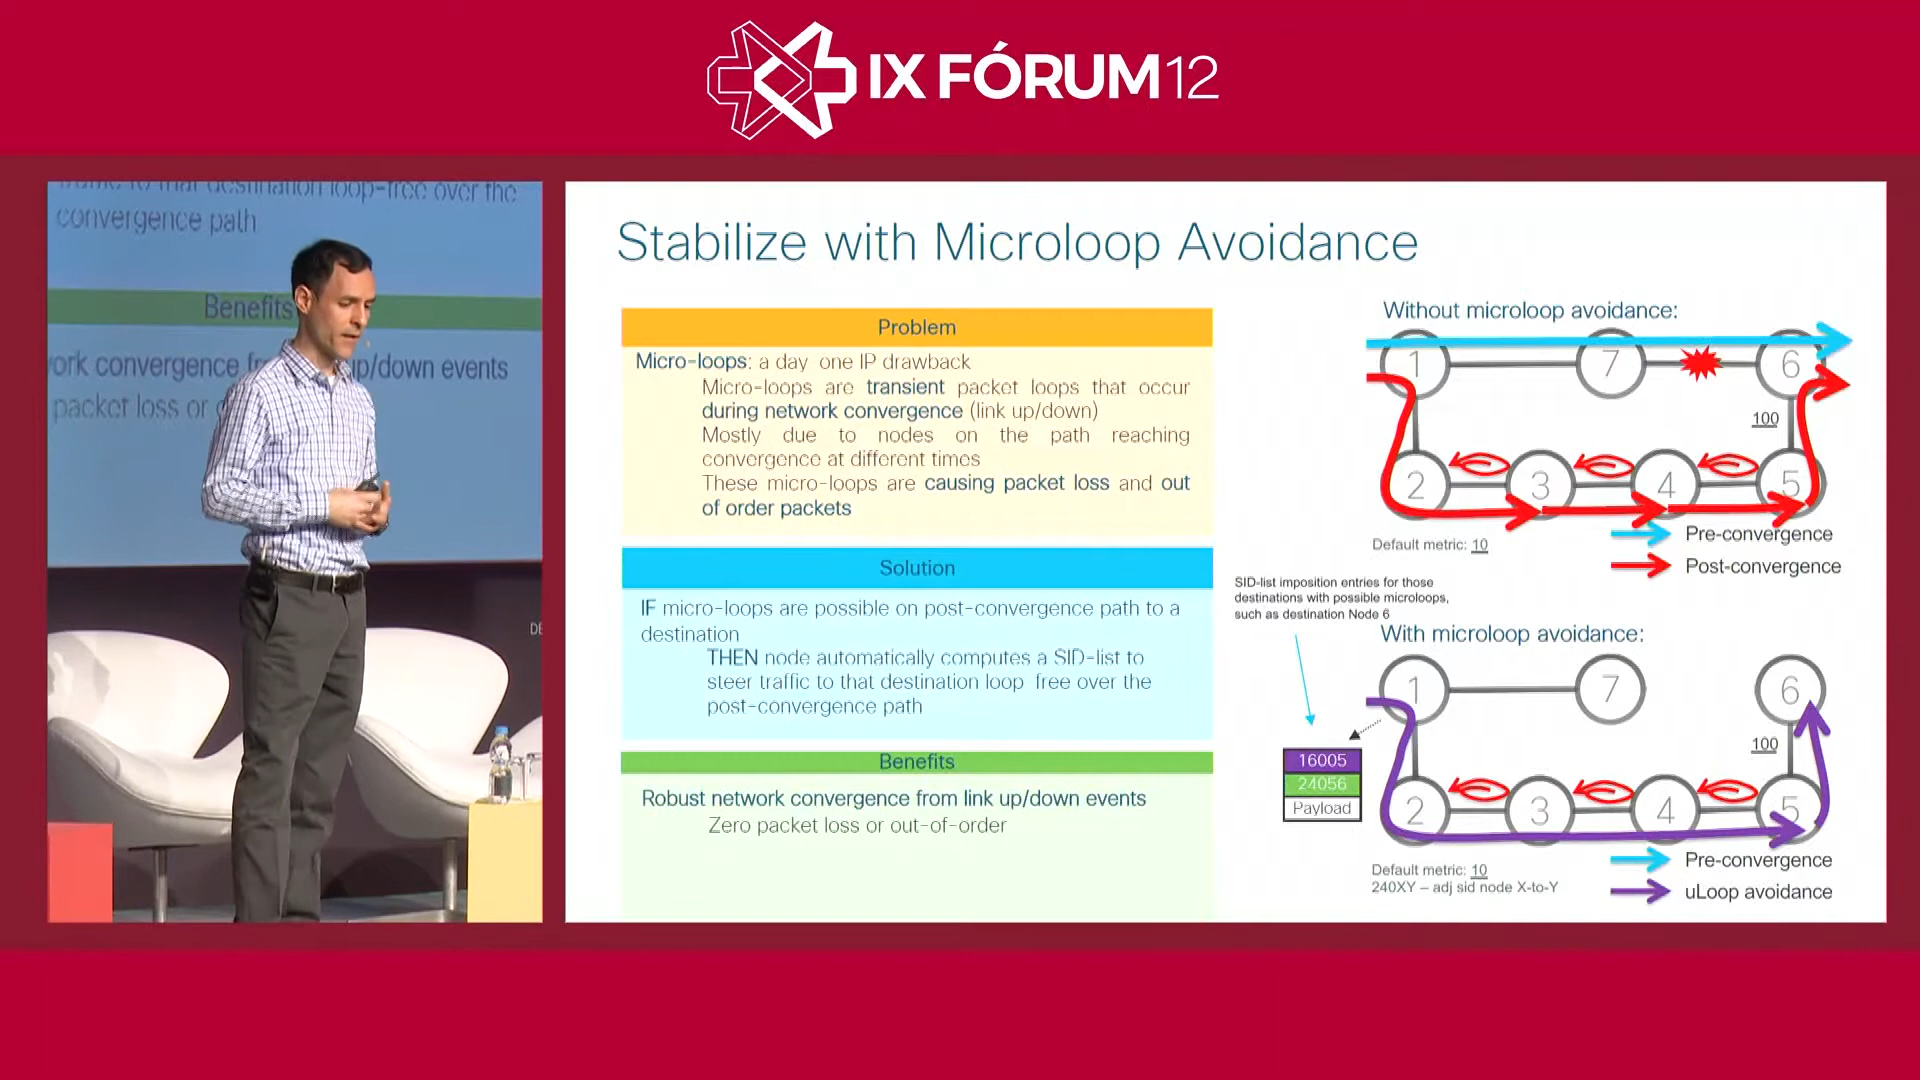 IX FÓRUM 12
traffic to that destination loop-free over the
convergence path
Benefits
ork convergence fr up/down events
packet loss or
DE
Stabilize with Microloop Avoidance
Problem
Micro-loops: a day one IP drawback
Micro-loops are transient packet loops that occur
during network convergence (link up/down)
Mostly due to nodes on the path reaching
convergence at different times
These micro-loops are causing packet loss and out
of order packets
Solution
IF micro-loops are possible on post-convergence path to a
destination
THEN node automatically computes a SID-list to
steer traffic to that destination loop free over the
post-convergence path
Benefits
Robust network convergence from link up/down events
Zero packet loss or out-of-order
Without microloop avoidance:
1 7 6
100
2 3 4 5
Default metric: 10
Pre-convergence
Post-convergence
SID-list imposition entries for those
destinations with possible microloops,
such as destination Node 6
With microloop avoidance:
1 7 6
100
16005
24056
Payload
2 3 4 5
Default metric: 10
240XY – adj sid node X-to-Y
Pre-convergence
uLoop avoidance